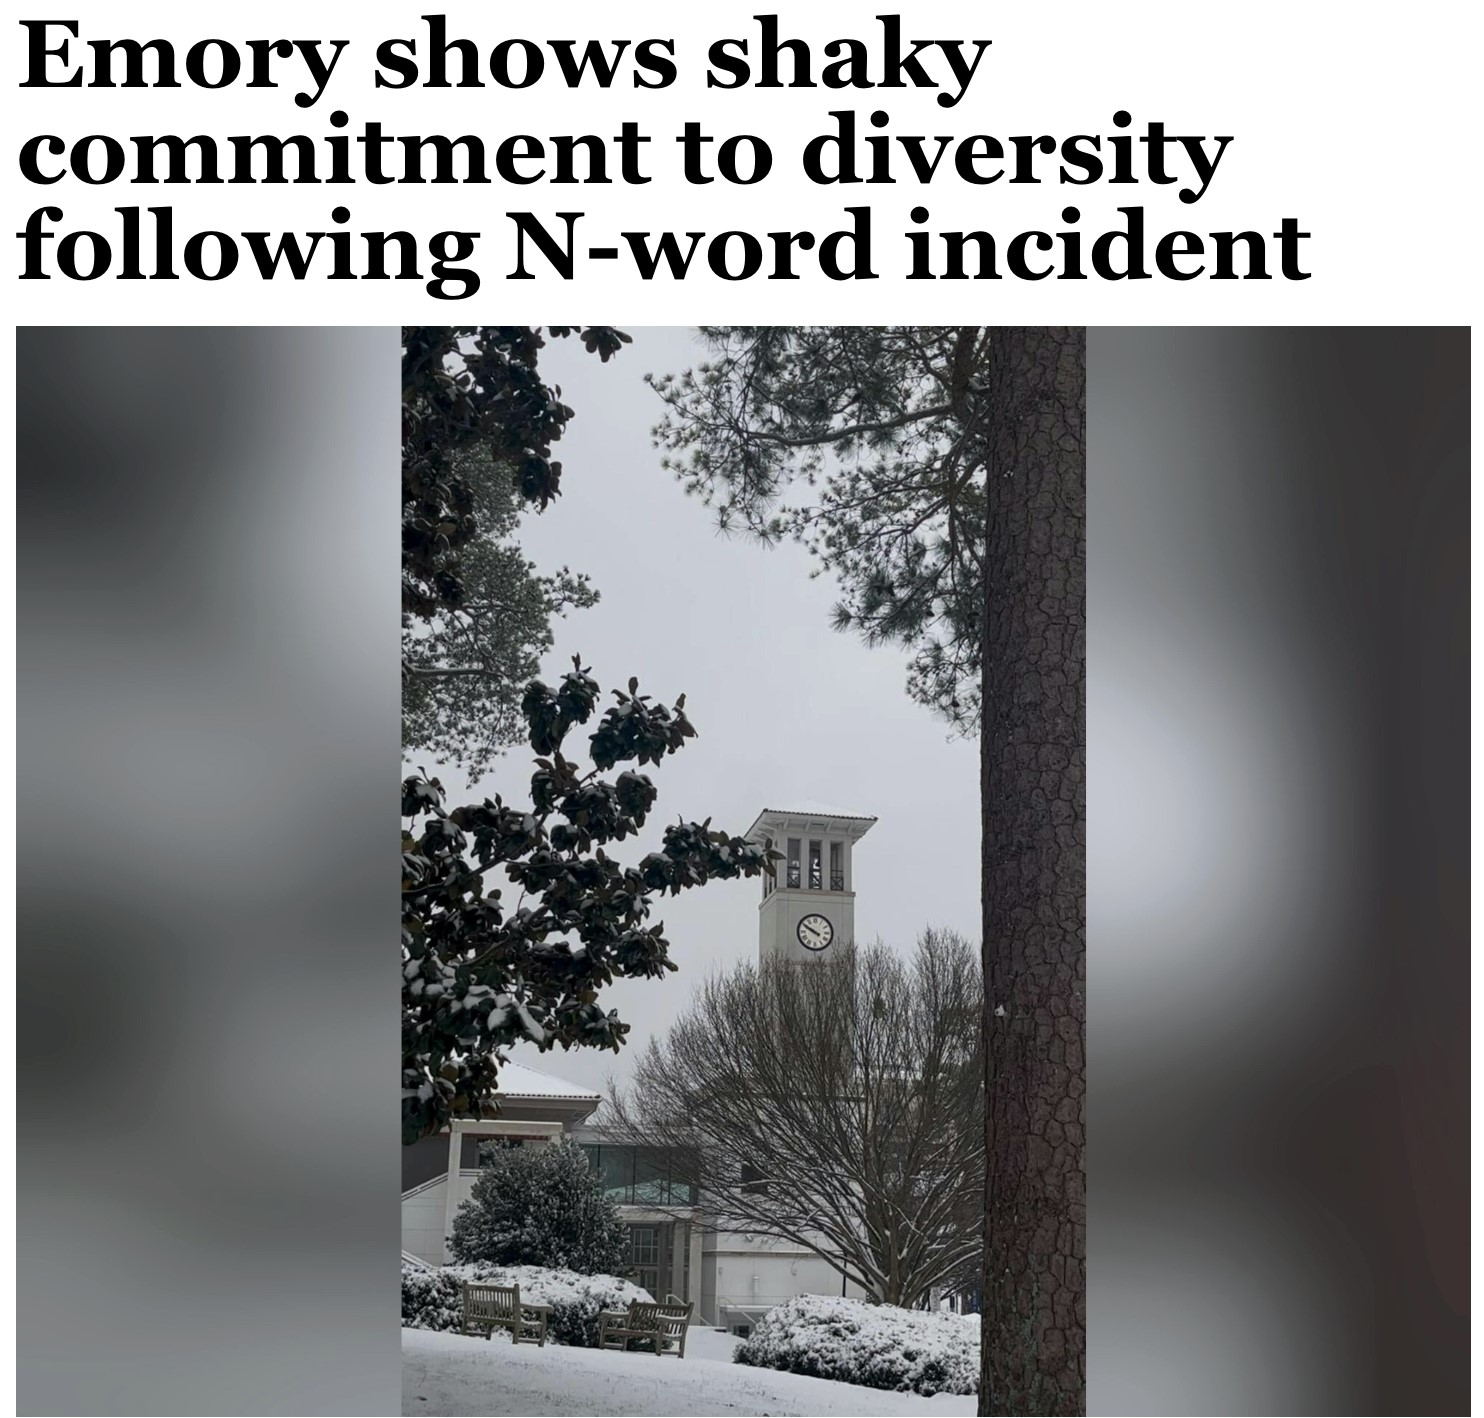 Emory shows shaky
commitment to diversity
following N-word incident